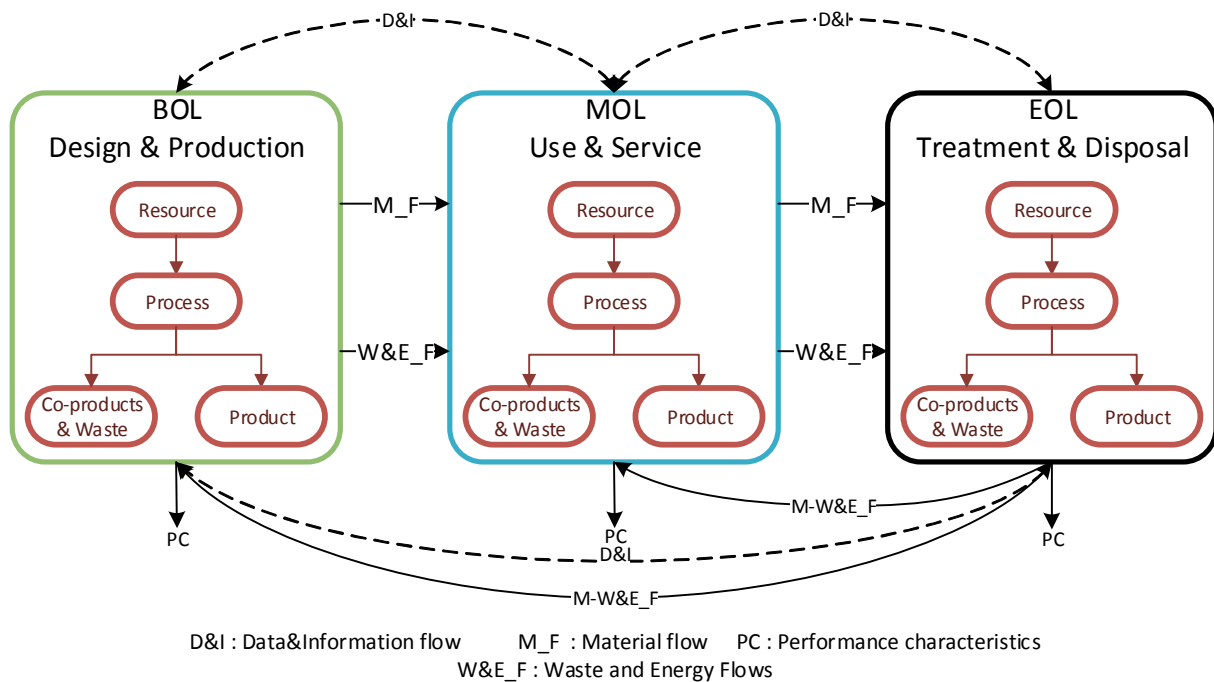 D&I
D&I
BOL
Design & Production
Resource
Process
Co-products
& Waste
Product
M_F
W&E_F
MOL
Use & Service
Resource
Process
Co-products
& Waste
Product
M_F
W&E_F
EOL
Treatment & Disposal
Resource
Process
Co-products
& Waste
Product
M-W&E_F
PC
PC
PC
D&I
M-W&E_F
D&I : Data&Information flow M_F : Material flow PC : Performance characteristics
W&E_F : Waste and Energy Flows